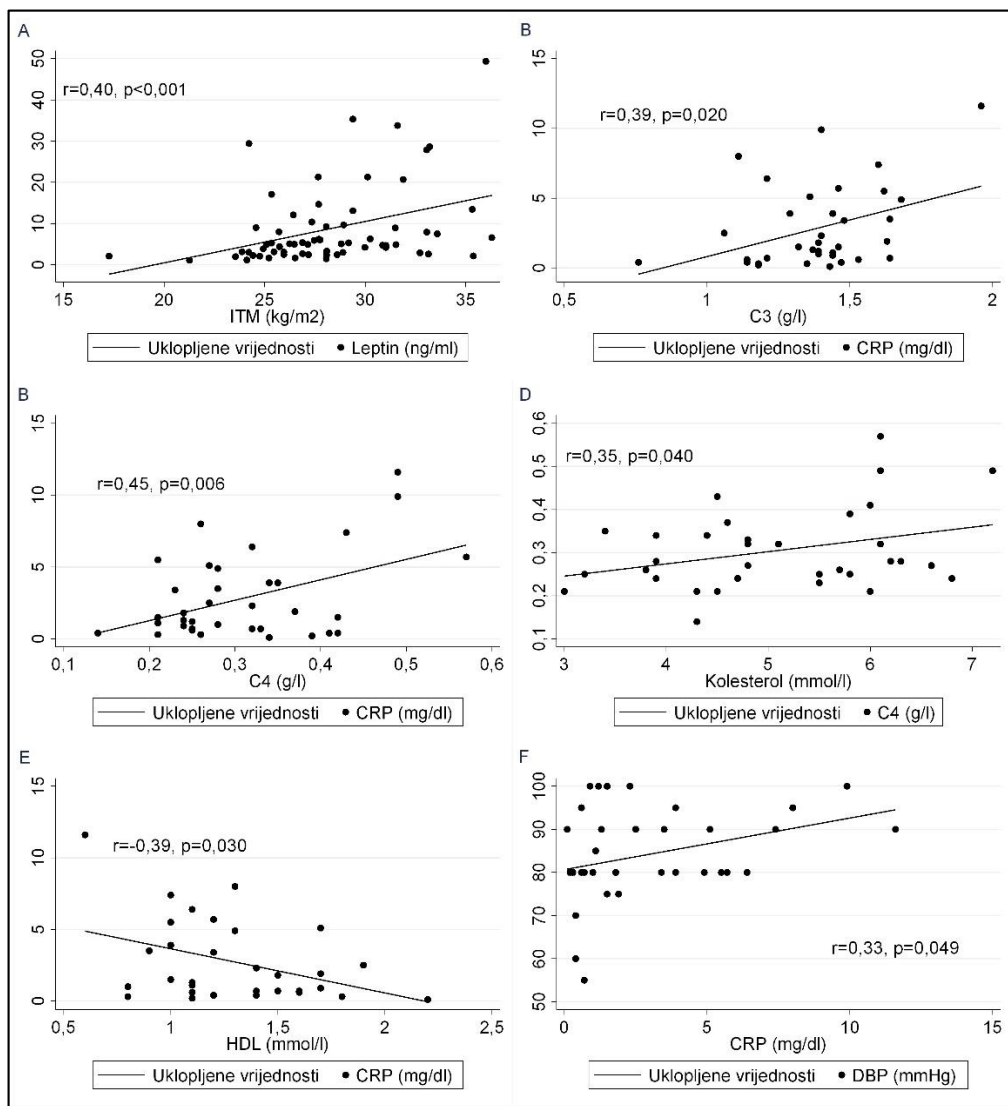 A
50
40
30
20
10
0
r=0,40, p<0,001
15 20 25 30 35
ITM (kg/m2)
Uklopljene vrijednosti Leptin (ng/ml)
B
15
10
5
0
r=0,39, p=0,020
0,5 1 1,5 2
C3 (g/l)
Uklopljene vrijednosti CRP (mg/dl)
B
15
10
5
0
r=0,45, p=0,006
0,1 0,2 0,3 0,4 0,5 0,6
C4 (g/l)
Uklopljene vrijednosti CRP (mg/dl)
D
0,6
0,5
0,4
0,3
0,2
0,1
r=0,35, p=0,040
3 4 5 6 7
Kolesterol (mmol/l)
Uklopljene vrijednosti C4 (g/l)
E
15
10
5
0
r=-0,39, p=0,030
0,5 1 1,5 2 2,5
HDL (mmol/l)
Uklopljene vrijednosti CRP (mg/dl)
F
100
90
80
70
60
50
r=0,33, p=0,049
0 5 10 15
CRP (mg/dl)
Uklopljene vrijednosti DBP (mmHg)